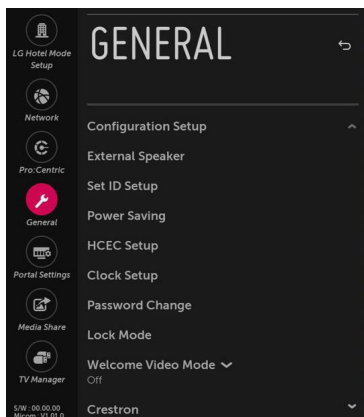 GENERAL
LG Hotel Mode
Setup
Network
Pro:Centric
General
Portal Settings
Media Share
TV Manager
S/W : 00.00.00
Micom : V1.01.0
Configuration Setup
External Speaker
Set ID Setup
Power Saving
HCEC Setup
Clock Setup
Password Change
Lock Mode
Welcome Video Mode
Off
Crestron